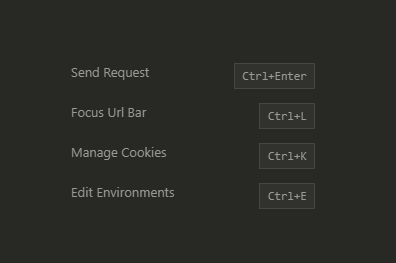 Send Request Ctrl+Enter
Focus Url Bar Ctrl+L
Manage Cookies Ctrl+K
Edit Environments Ctrl+E